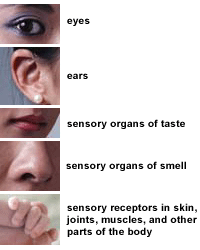 eyes
ears
sensory organs of taste
sensory organs of smell
sensory receptors in skin,
joints, muscles, and other
parts of the body